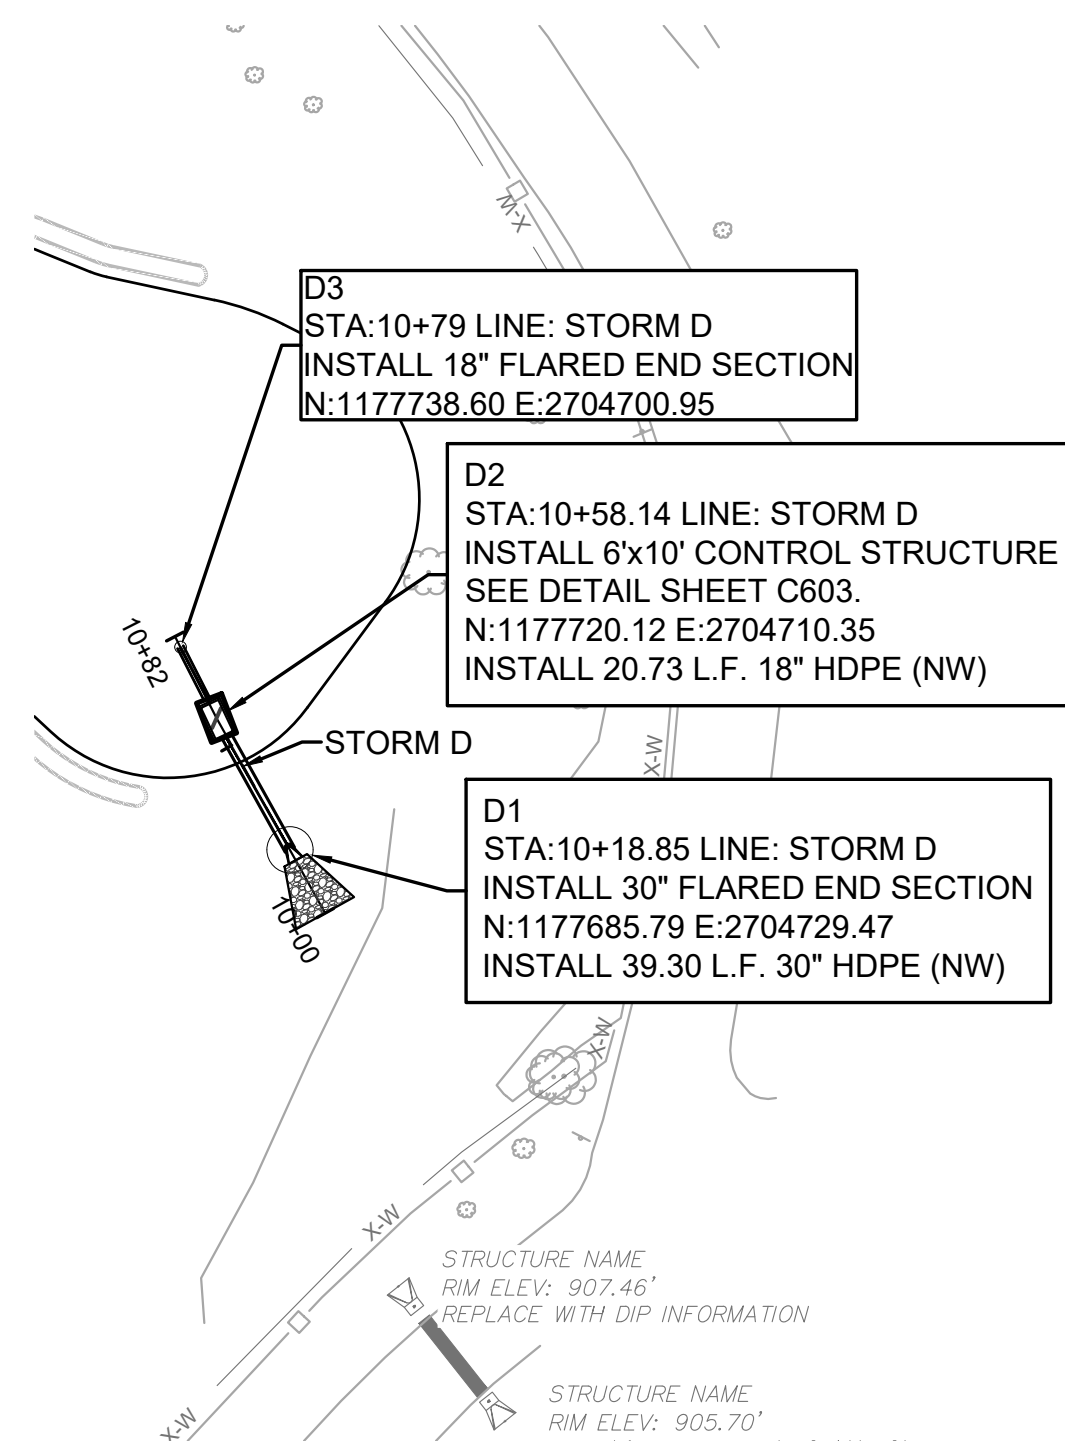 X-W
D3
STA:10+79 LINE: STORM D
INSTALL 18" FLARED END SECTION
N:1177738.60 E:2704700.95
D2
STA:10+58.14 LINE: STORM D
INSTALL 6'x10' CONTROL STRUCTURE
SEE DETAIL SHEET C603.
N:1177720.12 E:2704710.35
INSTALL 20.73 L.F. 18" HDPE (NW)
10+82
STORM D
X-W
D1
STA:10+18.85 LINE: STORM D
INSTALL 30" FLARED END SECTION
N:1177685.79 E:2704729.47
INSTALL 39.30 L.F. 30" HDPE (NW)
10+00
X-W
X-W
STRUCTURE NAME
RIM ELEV: 907.46'
REPLACE WITH DIP INFORMATION
STRUCTURE NAME
RIM ELEV: 905.70'
X-W